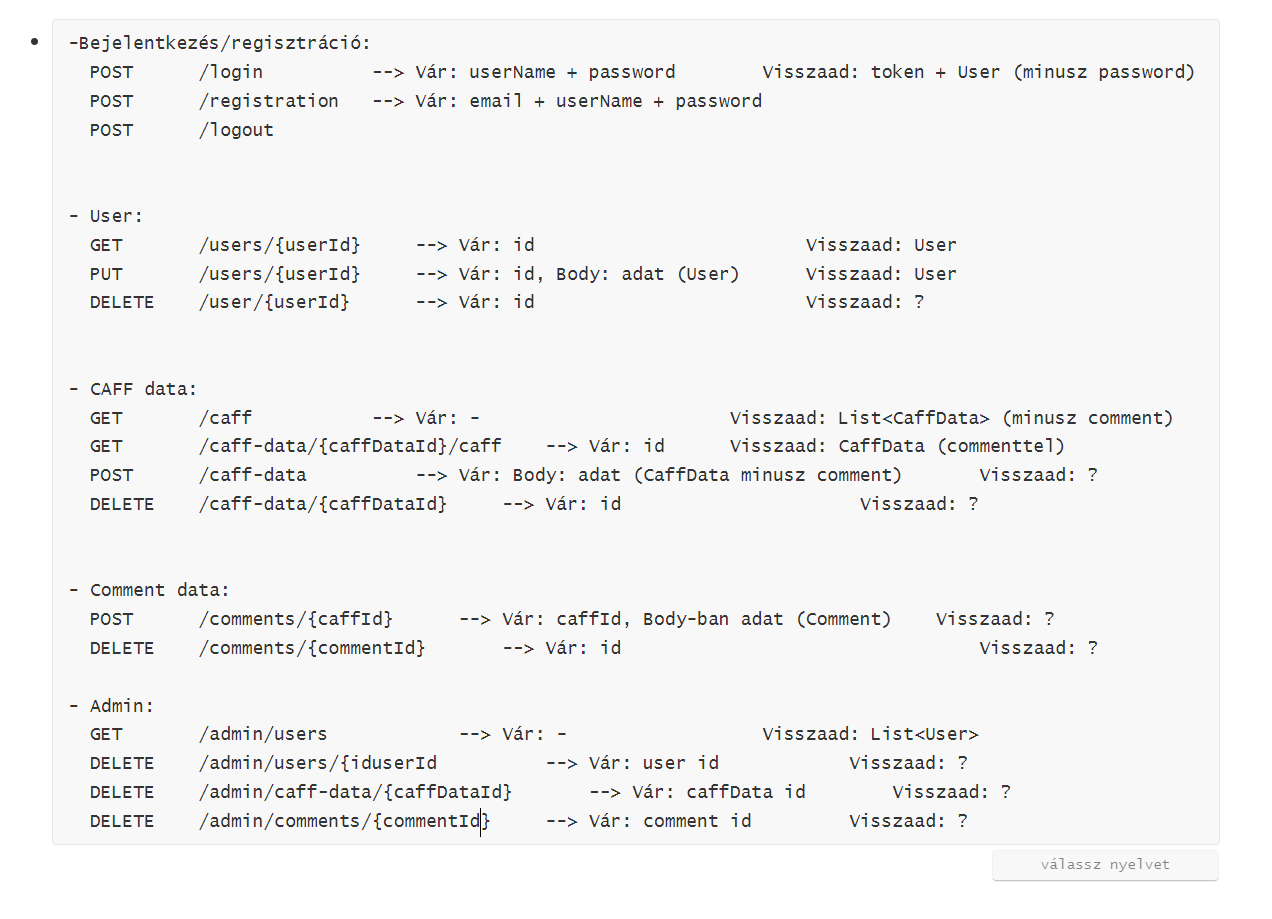 -Bejelentkezés/regisztráció:
POST /login --> Vár: userName + password Visszaad: token + User (minusz password)
POST /registration --> Vár: email + userName + password
POST /logout
- User:
GET /users/{userId} --> Vár: id Visszaad: User
PUT /users/{userId} --> Vár: id, Body: adat (User) Visszaad: User
DELETE /user/{userId} --> Vár: id Visszaad: ?
- CAFF data:
GET /caff --> Vár: - Visszaad: List<CaffData> (minusz comment)
GET /caff-data/{caffDataId}/caff --> Vár: id Visszaad: CaffData (commenttel)
POST /caff-data --> Vár: Body: adat (CaffData minusz comment) Visszaad: ?
DELETE /caff-data/{caffDataId} --> Vár: id Visszaad: ?
- Comment data:
POST /comments/{caffId} --> Vár: caffId, Body-ban adat (Comment) Visszaad: ?
DELETE /comments/{commentId} --> Vár: id Visszaad: ?
- Admin:
GET /admin/users --> Vár: - Visszaad: List<User>
DELETE /admin/users/{iduserId --> Vár: user id Visszaad: ?
DELETE /admin/caff-data/{caffDataId} --> Vár: caffData id Visszaad: ?
DELETE /admin/comments/{commentId} --> Vár: comment id Visszaad: ?
válassz nyelvet